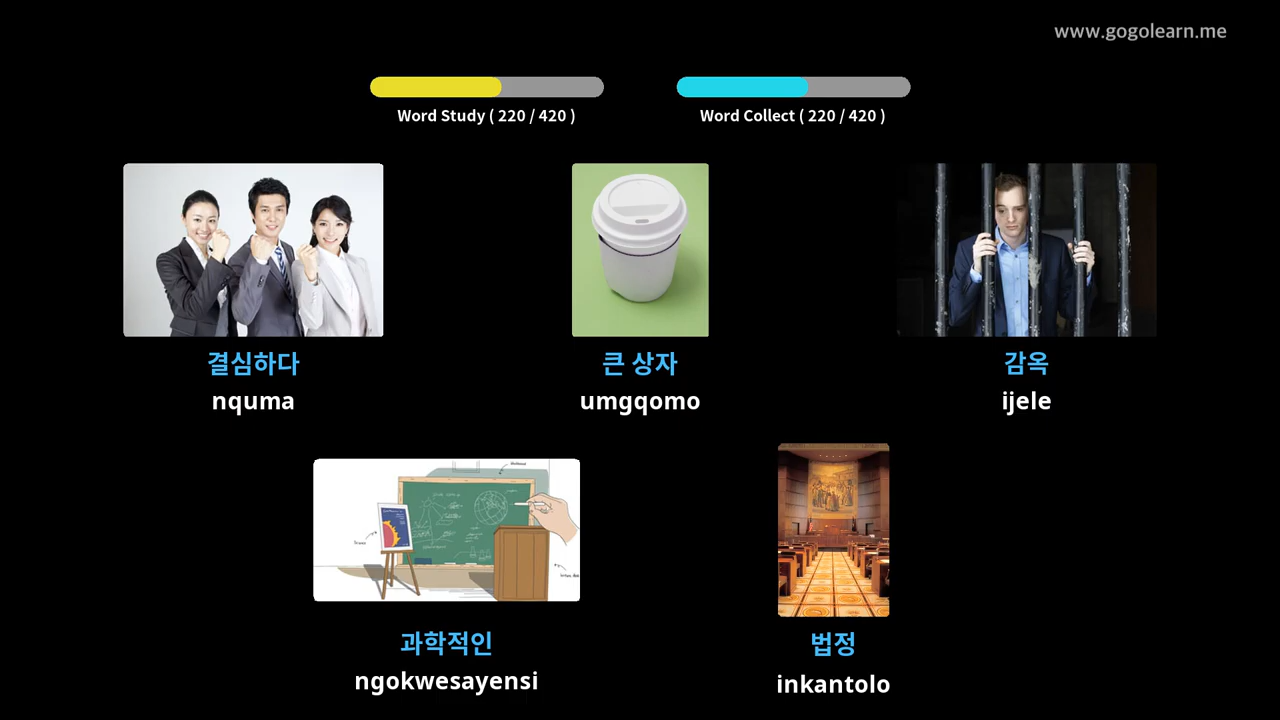 www.gogolearn.me
Word Study ( 220 / 420 )
Word Collect ( 220 / 420 )
결심하다
nquma
큰 상자
umgqomo
감옥
ijele
과학적인
ngokwesayensi
법정
inkantolo